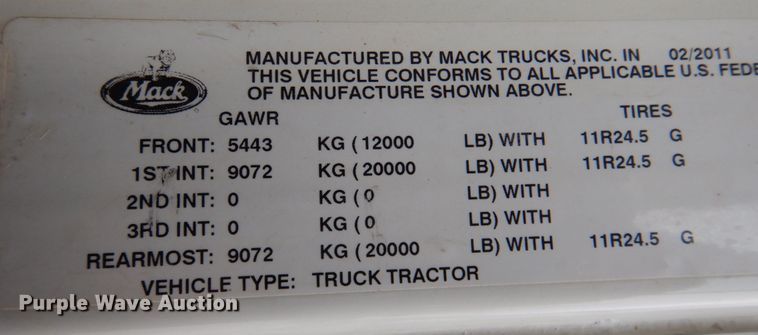 Mack
MANUFACTURED BY MACK TRUCKS, INC. IN 02/2011
THIS VEHICLE CONFORMS TO ALL APPLICABLE U.S. FEDE
OF MANUFACTURE SHOWN ABOVE.
GAWR TIRES
FRONT: 5443 KG ( 12000 LB) WITH 11R24.5 G
1ST INT: 9072 KG ( 20000 LB) WITH 11R24.5 G
2ND INT: 0 KG ( 0 LB) WITH
3RD INT: 0 KG ( 0 LB) WITH
REARMOST: 9072 KG ( 20000 LB) WITH 11R24.5 G
VEHICLE TYPE: TRUCK TRACTOR
Purple Wave Auction